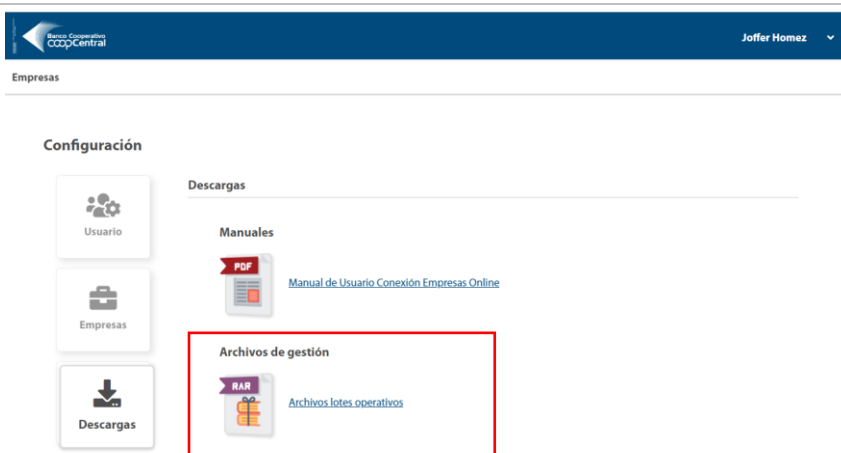 Banco Cooperativo
coopCentral
Joffer Homez
Empresas
Configuración
Usuario
Empresas
Descargas
Descargas
Manuales
PDF
Manual de Usuario Conexión Empresas Online
Archivos de gestión
RAR
Archivos lotes operativos